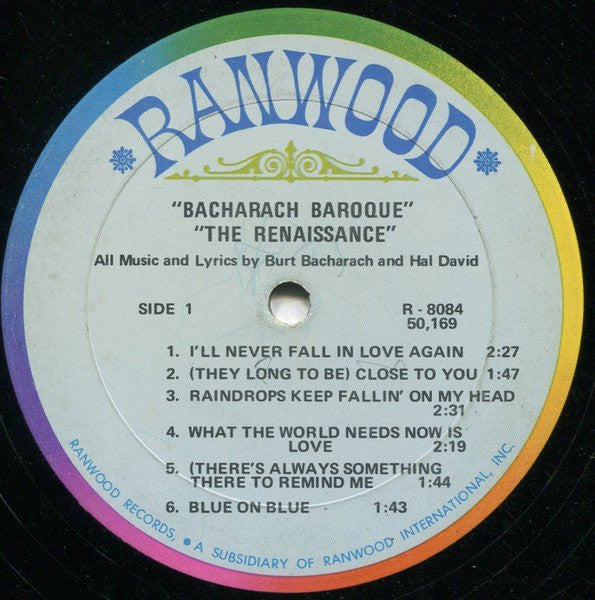 RANWOOD
"BACHARACH BAROQUE"
"THE RENAISSANCE"
All Music and Lyrics by Burt Bacharach and Hal David
SIDE 1
R - 8084
50,169
1. I'LL NEVER FALL IN LOVE AGAIN 2:27
2. (THEY LONG TO BE) CLOSE TO YOU 1:47
3. RAINDROPS KEEP FALLIN' ON MY HEAD
2:31
4. WHAT THE WORLD NEEDS NOW IS
LOVE 2:19
5. (THERE'S ALWAYS SOMETHING
THERE TO REMIND ME 1:44
6. BLUE ON BLUE 1:43
RANWOOD RECORDS, • A SUBSIDIARY OF RANWOOD INTERNATIONAL, INC.